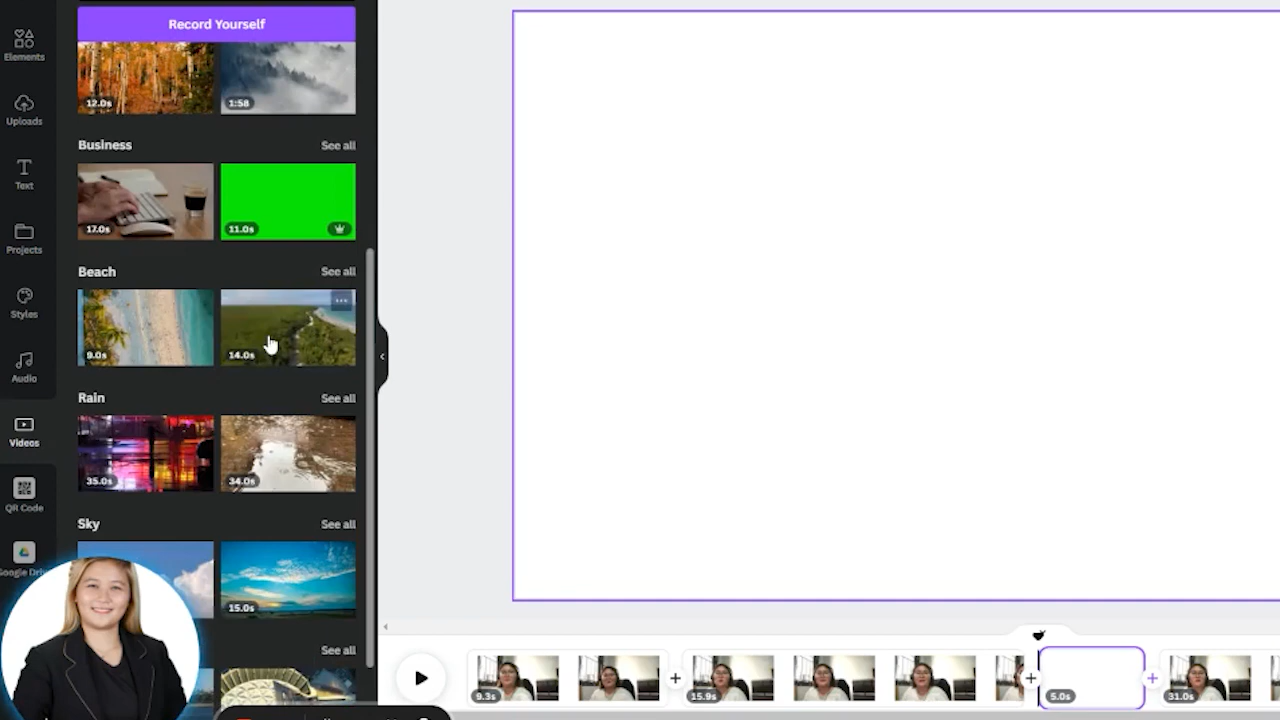 Record Yourself
Elements
12.0s
1:58
Uploads
Business
See all
Text
17.0s
11.0s
Projects
Beach
See all
Styles
9.0s
14.0s
Audio
Rain
See all
Videos
35.0s
34.0s
QR Code
Sky
See all
Google
15.0s
See all
9.3s
15.9s
5.0s
31.0s